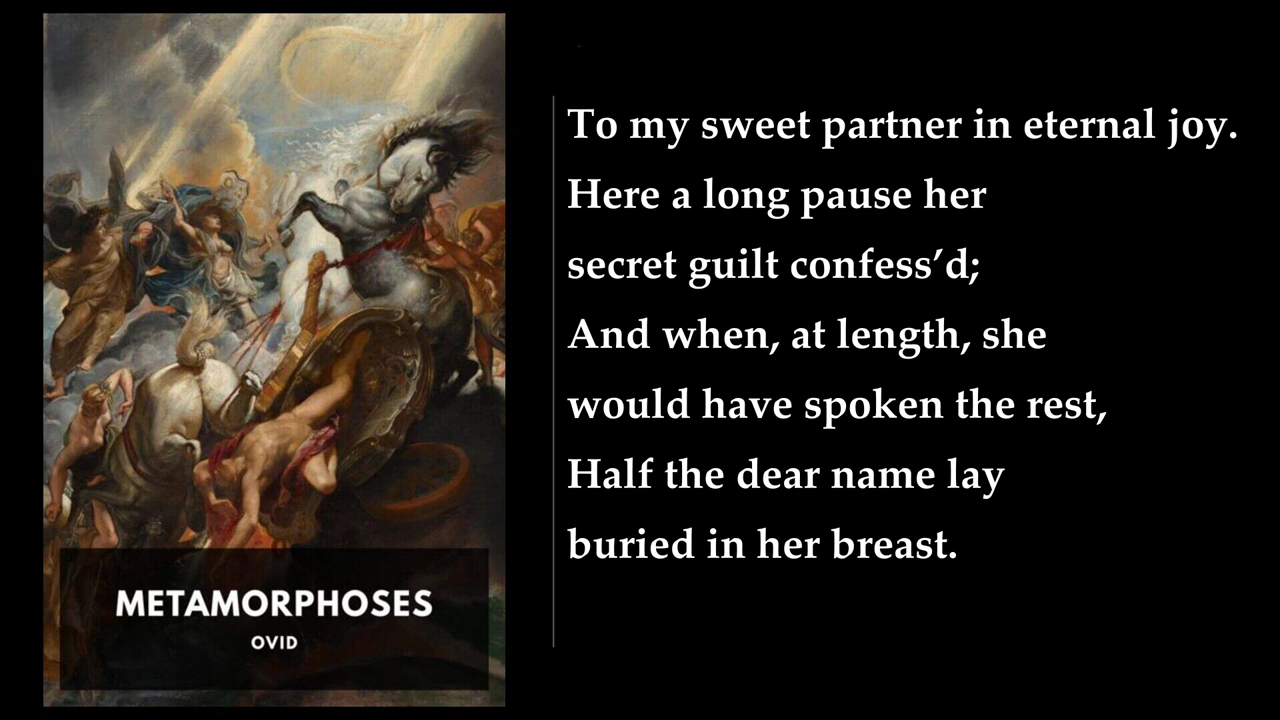 METAMORPHOSES
OVID
To my sweet partner in eternal joy.
Here a long pause her
secret guilt confess’d;
And when, at length, she
would have spoken the rest,
Half the dear name lay
buried in her breast.